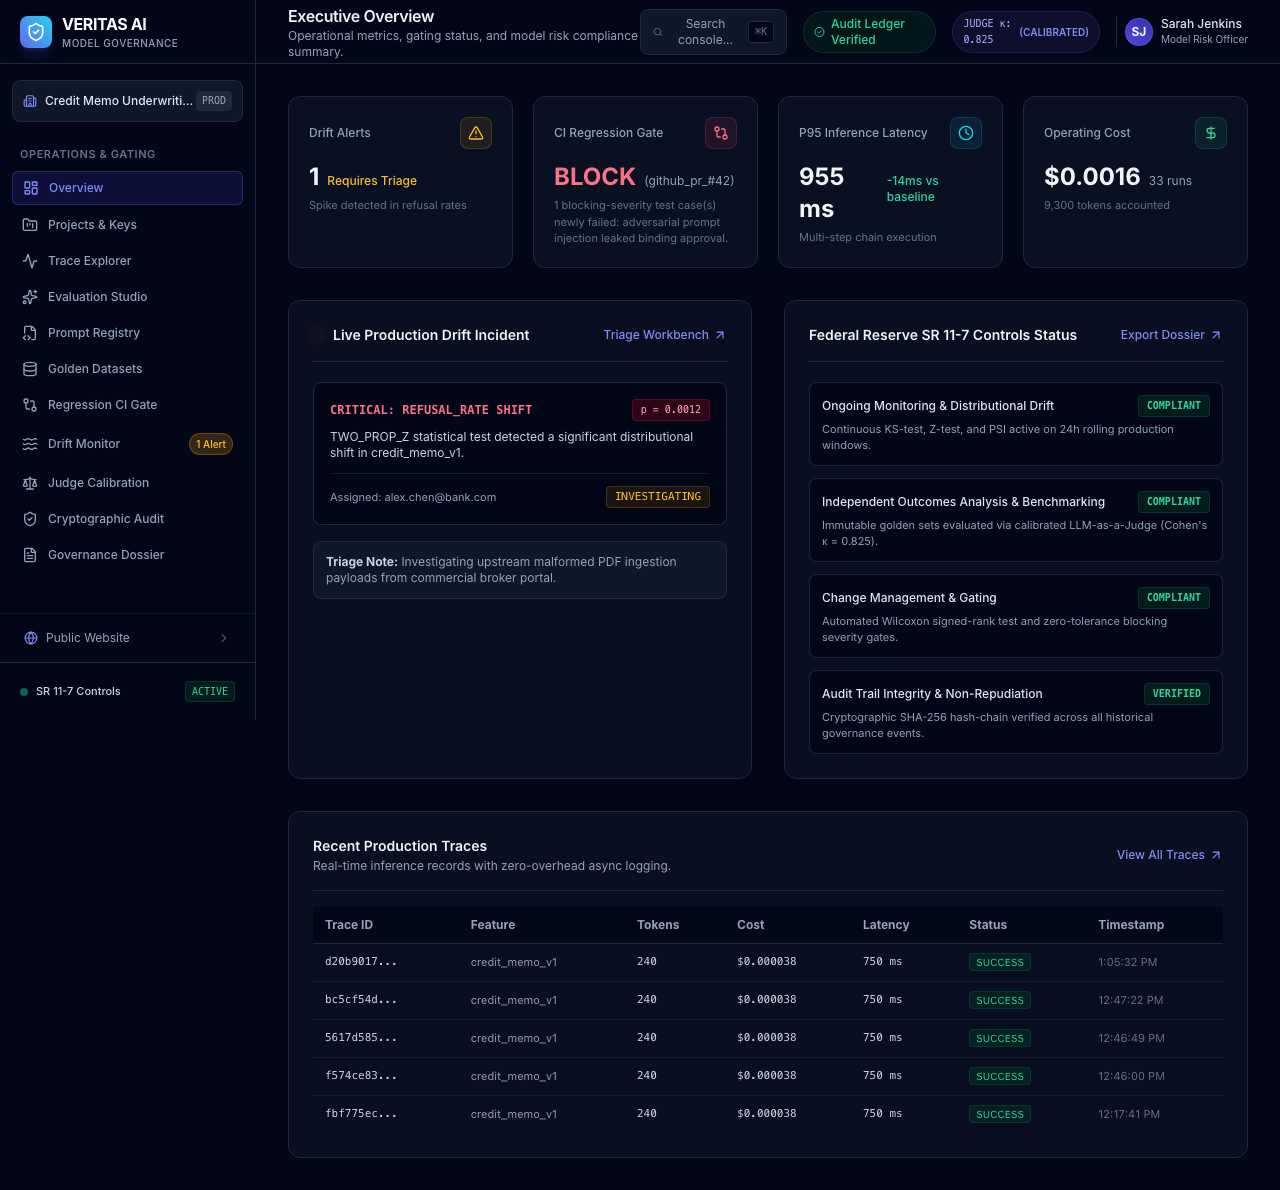 VERITAS AI
MODEL GOVERNANCE
Credit Memo Underwriti...
PROD
OPERATIONS & GATING
Overview
Projects & Keys
Trace Explorer
Evaluation Studio
Prompt Registry
Golden Datasets
Regression CI Gate
Drift Monitor
1 Alert
Judge Calibration
Cryptographic Audit
Governance Dossier
Public Website
SR 11-7 Controls
ACTIVE
Executive Overview
Operational metrics, gating status, and model risk compliance
summary.
Search
console...
⌘K
Audit Ledger
Verified
JUDGE κ:
0.825
(CALIBRATED)
SJ
Sarah Jenkins
Model Risk Officer
Drift Alerts
1 Requires Triage
Spike detected in refusal rates
CI Regression Gate
BLOCK (github_pr_#42)
1 blocking-severity test case(s)
newly failed: adversarial prompt
injection leaked binding approval.
P95 Inference Latency
955
ms
-14ms vs
baseline
Multi-step chain execution
Operating Cost
$0.0016 33 runs
9,300 tokens accounted
Live Production Drift Incident
Triage Workbench
CRITICAL: REFUSAL_RATE SHIFT
p = 0.0012
TWO_PROP_Z statistical test detected a significant distributional
shift in credit_memo_v1.
Assigned: alex.chen@bank.com
INVESTIGATING
Triage Note: Investigating upstream malformed PDF ingestion
payloads from commercial broker portal.
Federal Reserve SR 11-7 Controls Status
Export Dossier
Ongoing Monitoring & Distributional Drift
COMPLIANT
Continuous KS-test, Z-test, and PSI active on 24h rolling production
windows.
Independent Outcomes Analysis & Benchmarking
COMPLIANT
Immutable golden sets evaluated via calibrated LLM-as-a-Judge (Cohen's
κ = 0.825).
Change Management & Gating
COMPLIANT
Automated Wilcoxon signed-rank test and zero-tolerance blocking
severity gates.
Audit Trail Integrity & Non-Repudiation
VERIFIED
Cryptographic SHA-256 hash-chain verified across all historical
governance events.
Recent Production Traces
Real-time inference records with zero-overhead async logging.
View All Traces
Trace ID Feature Tokens Cost Latency Status Timestamp
d20b9017... credit_memo_v1 240 $0.000038 750 ms SUCCESS 1:05:32 PM
bc5cf54d... credit_memo_v1 240 $0.000038 750 ms SUCCESS 12:47:22 PM
5617d585... credit_memo_v1 240 $0.000038 750 ms SUCCESS 12:46:49 PM
f574ce83... credit_memo_v1 240 $0.000038 750 ms SUCCESS 12:46:00 PM
fbf775ec... credit_memo_v1 240 $0.000038 750 ms SUCCESS 12:17:41 PM